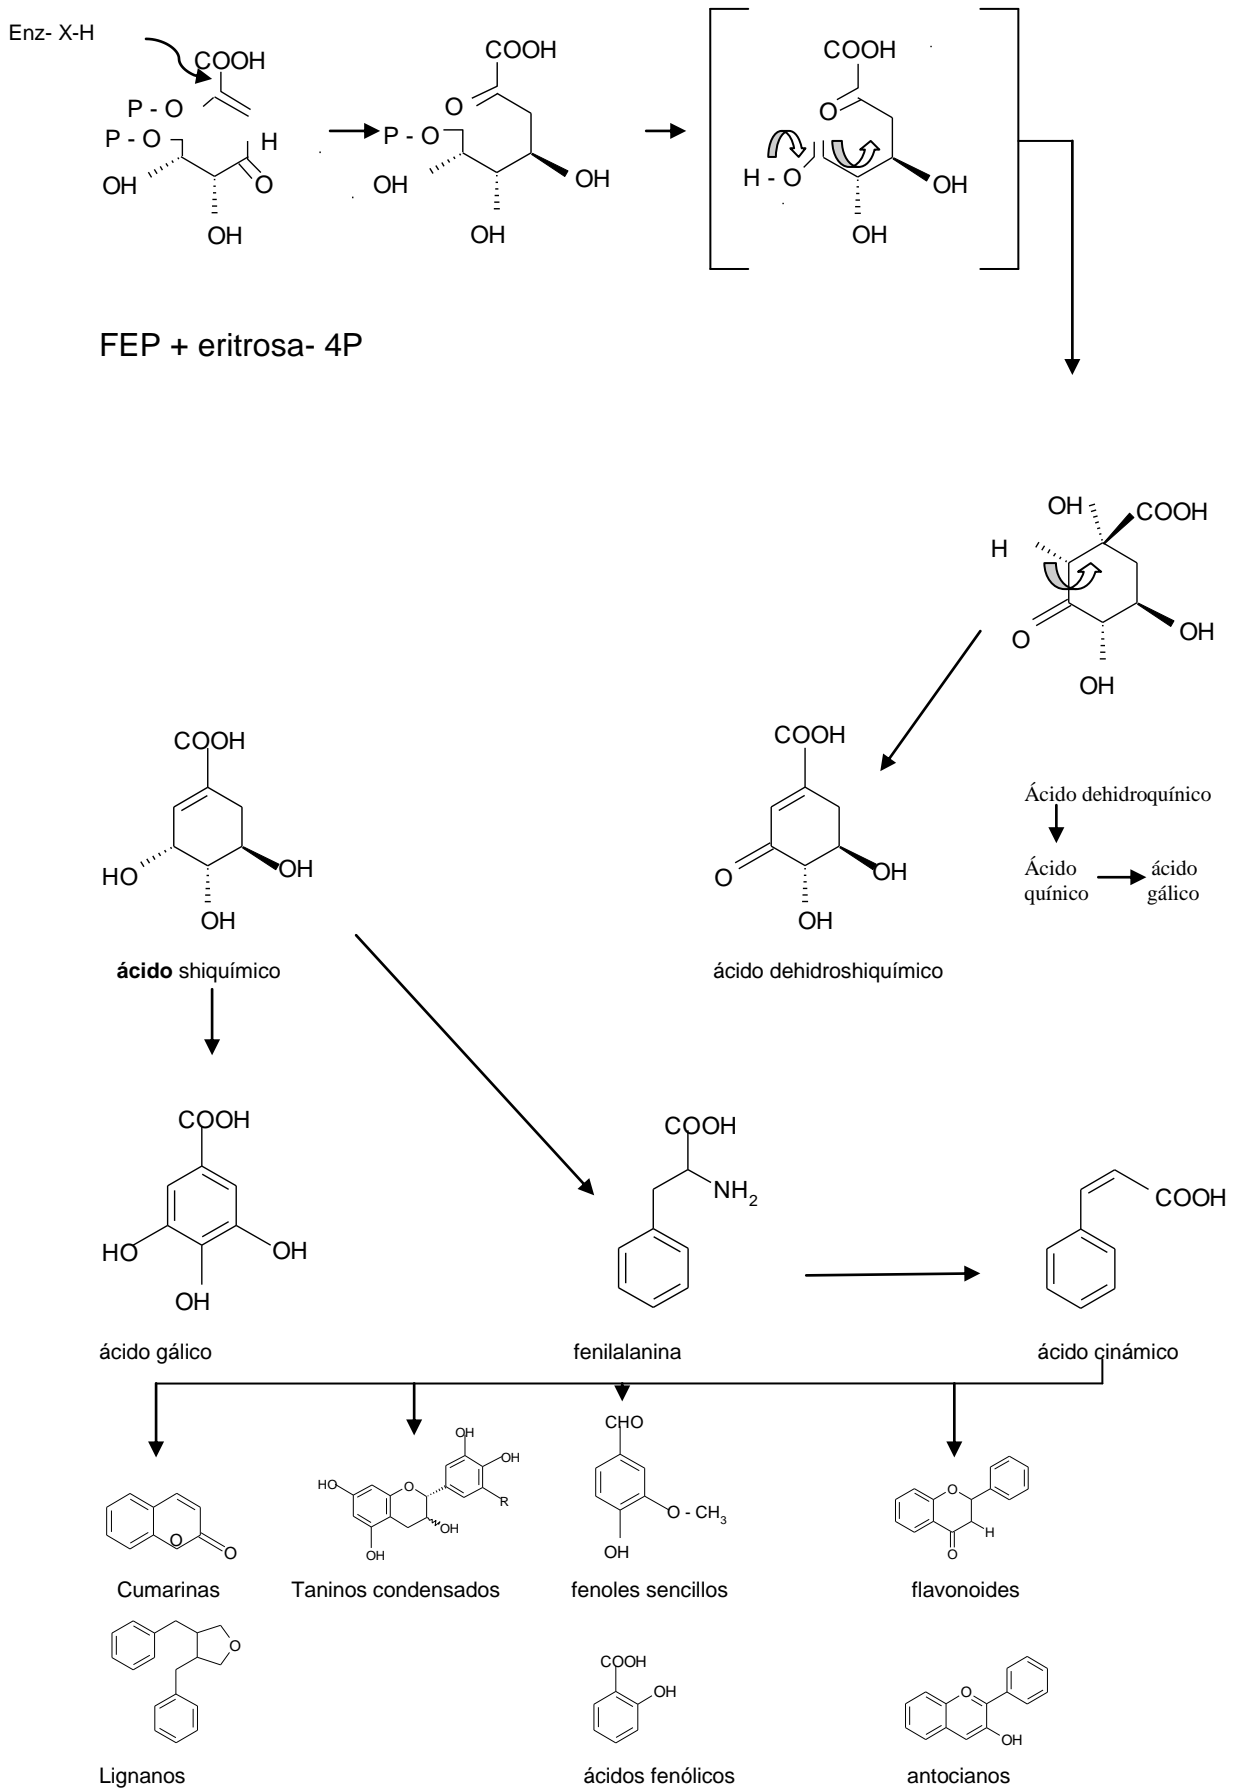 Enz- X-H
COOH
COOH
COOH
P - O
P - O
H
O
OH
OH
O
P - O
OH
OH
OH
O
H - O
OH
OH
FEP + eritrosa- 4P
OH
COOH
H
O
OH
OH
COOH
HO
OH
OH
COOH
O
OH
OH
Ácido dehidroquínico
Ácido quínico
ácido gálico
ácido shiquímico
ácido dehidroshiquímico
COOH
HO
OH
OH
COOH
NH2
COOH
ácido gálico
fenilalanina
ácido cinámico
O
O
HO
O
OH
OH
R
OH
OH
CHO
O - CH3
OH
O
O
H
Cumarinas
Taninos condensados
fenoles sencillos
flavonoides
O
COOH
OH
O
OH
Lignanos
ácidos fenólicos
antocianos